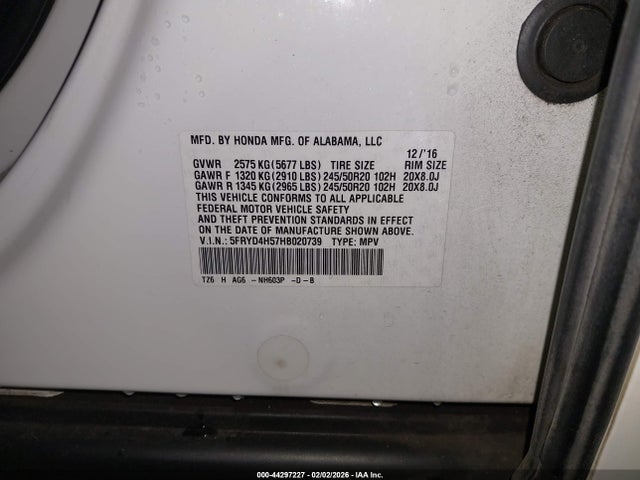 MFD. BY HONDA MFG. OF ALABAMA, LLC
12/'16
GVWR 2575 KG(5677 LBS) TIRE SIZE RIM SIZE
GAWR F 1320 KG(2910 LBS) 245/50R20 102H 20X8.0J
GAWR R 1345 KG(2965 LBS) 245/50R20 102H 20X8.0J
THIS VEHICLE CONFORMS TO ALL APPLICABLE
FEDERAL MOTOR VEHICLE SAFETY
AND THEFT PREVENTION STANDARDS IN EFFECT
ON THE DATE OF MANUFACTURE SHOWN ABOVE.
V.I.N.: 5FRYD4H57HB020739 TYPE: MPV
TZ6 H AG6 -NH603P -D-B
000-44297227 - 02/02/2026 - IAA Inc.